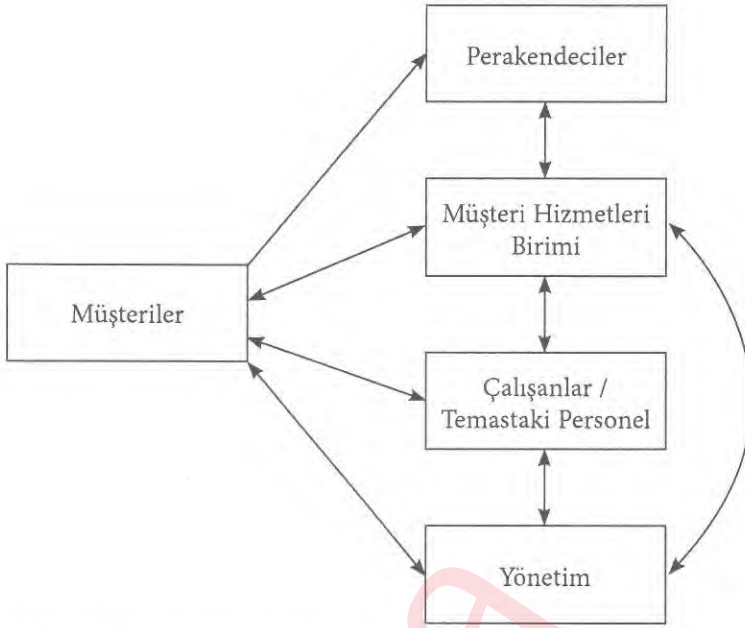 Perakendeciler
Müşteri Hizmetleri
Birimi
Müşteriler
Çalışanlar /
Temastaki Personel
Yönetim